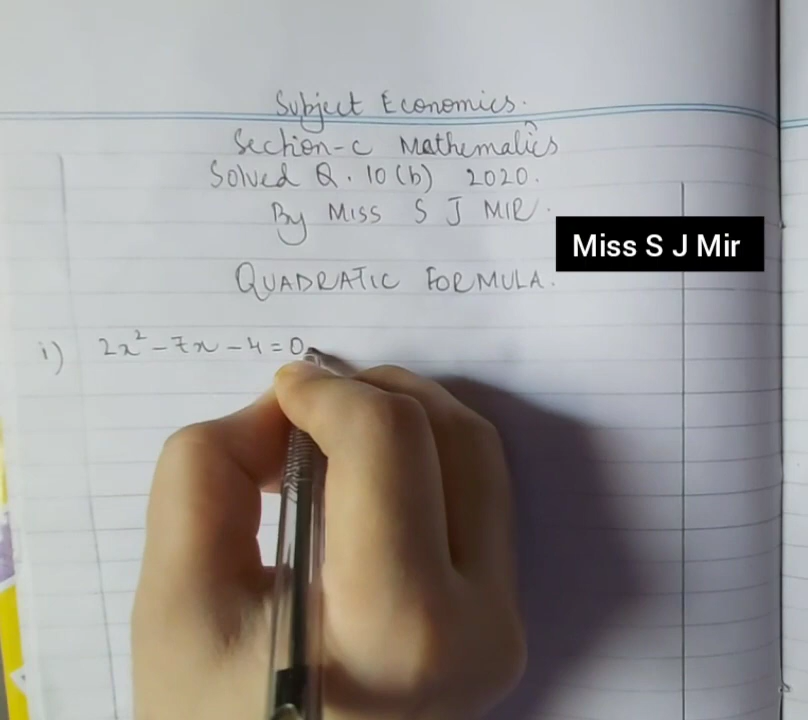 Subject Economics.
Section-c Mathematics
Solved Q. 10 (b) 2020.
By Miss S J MIR.
Miss S J Mir
QUADRATIC FORMULA.
i) 2x² - 7x - 4 = 0